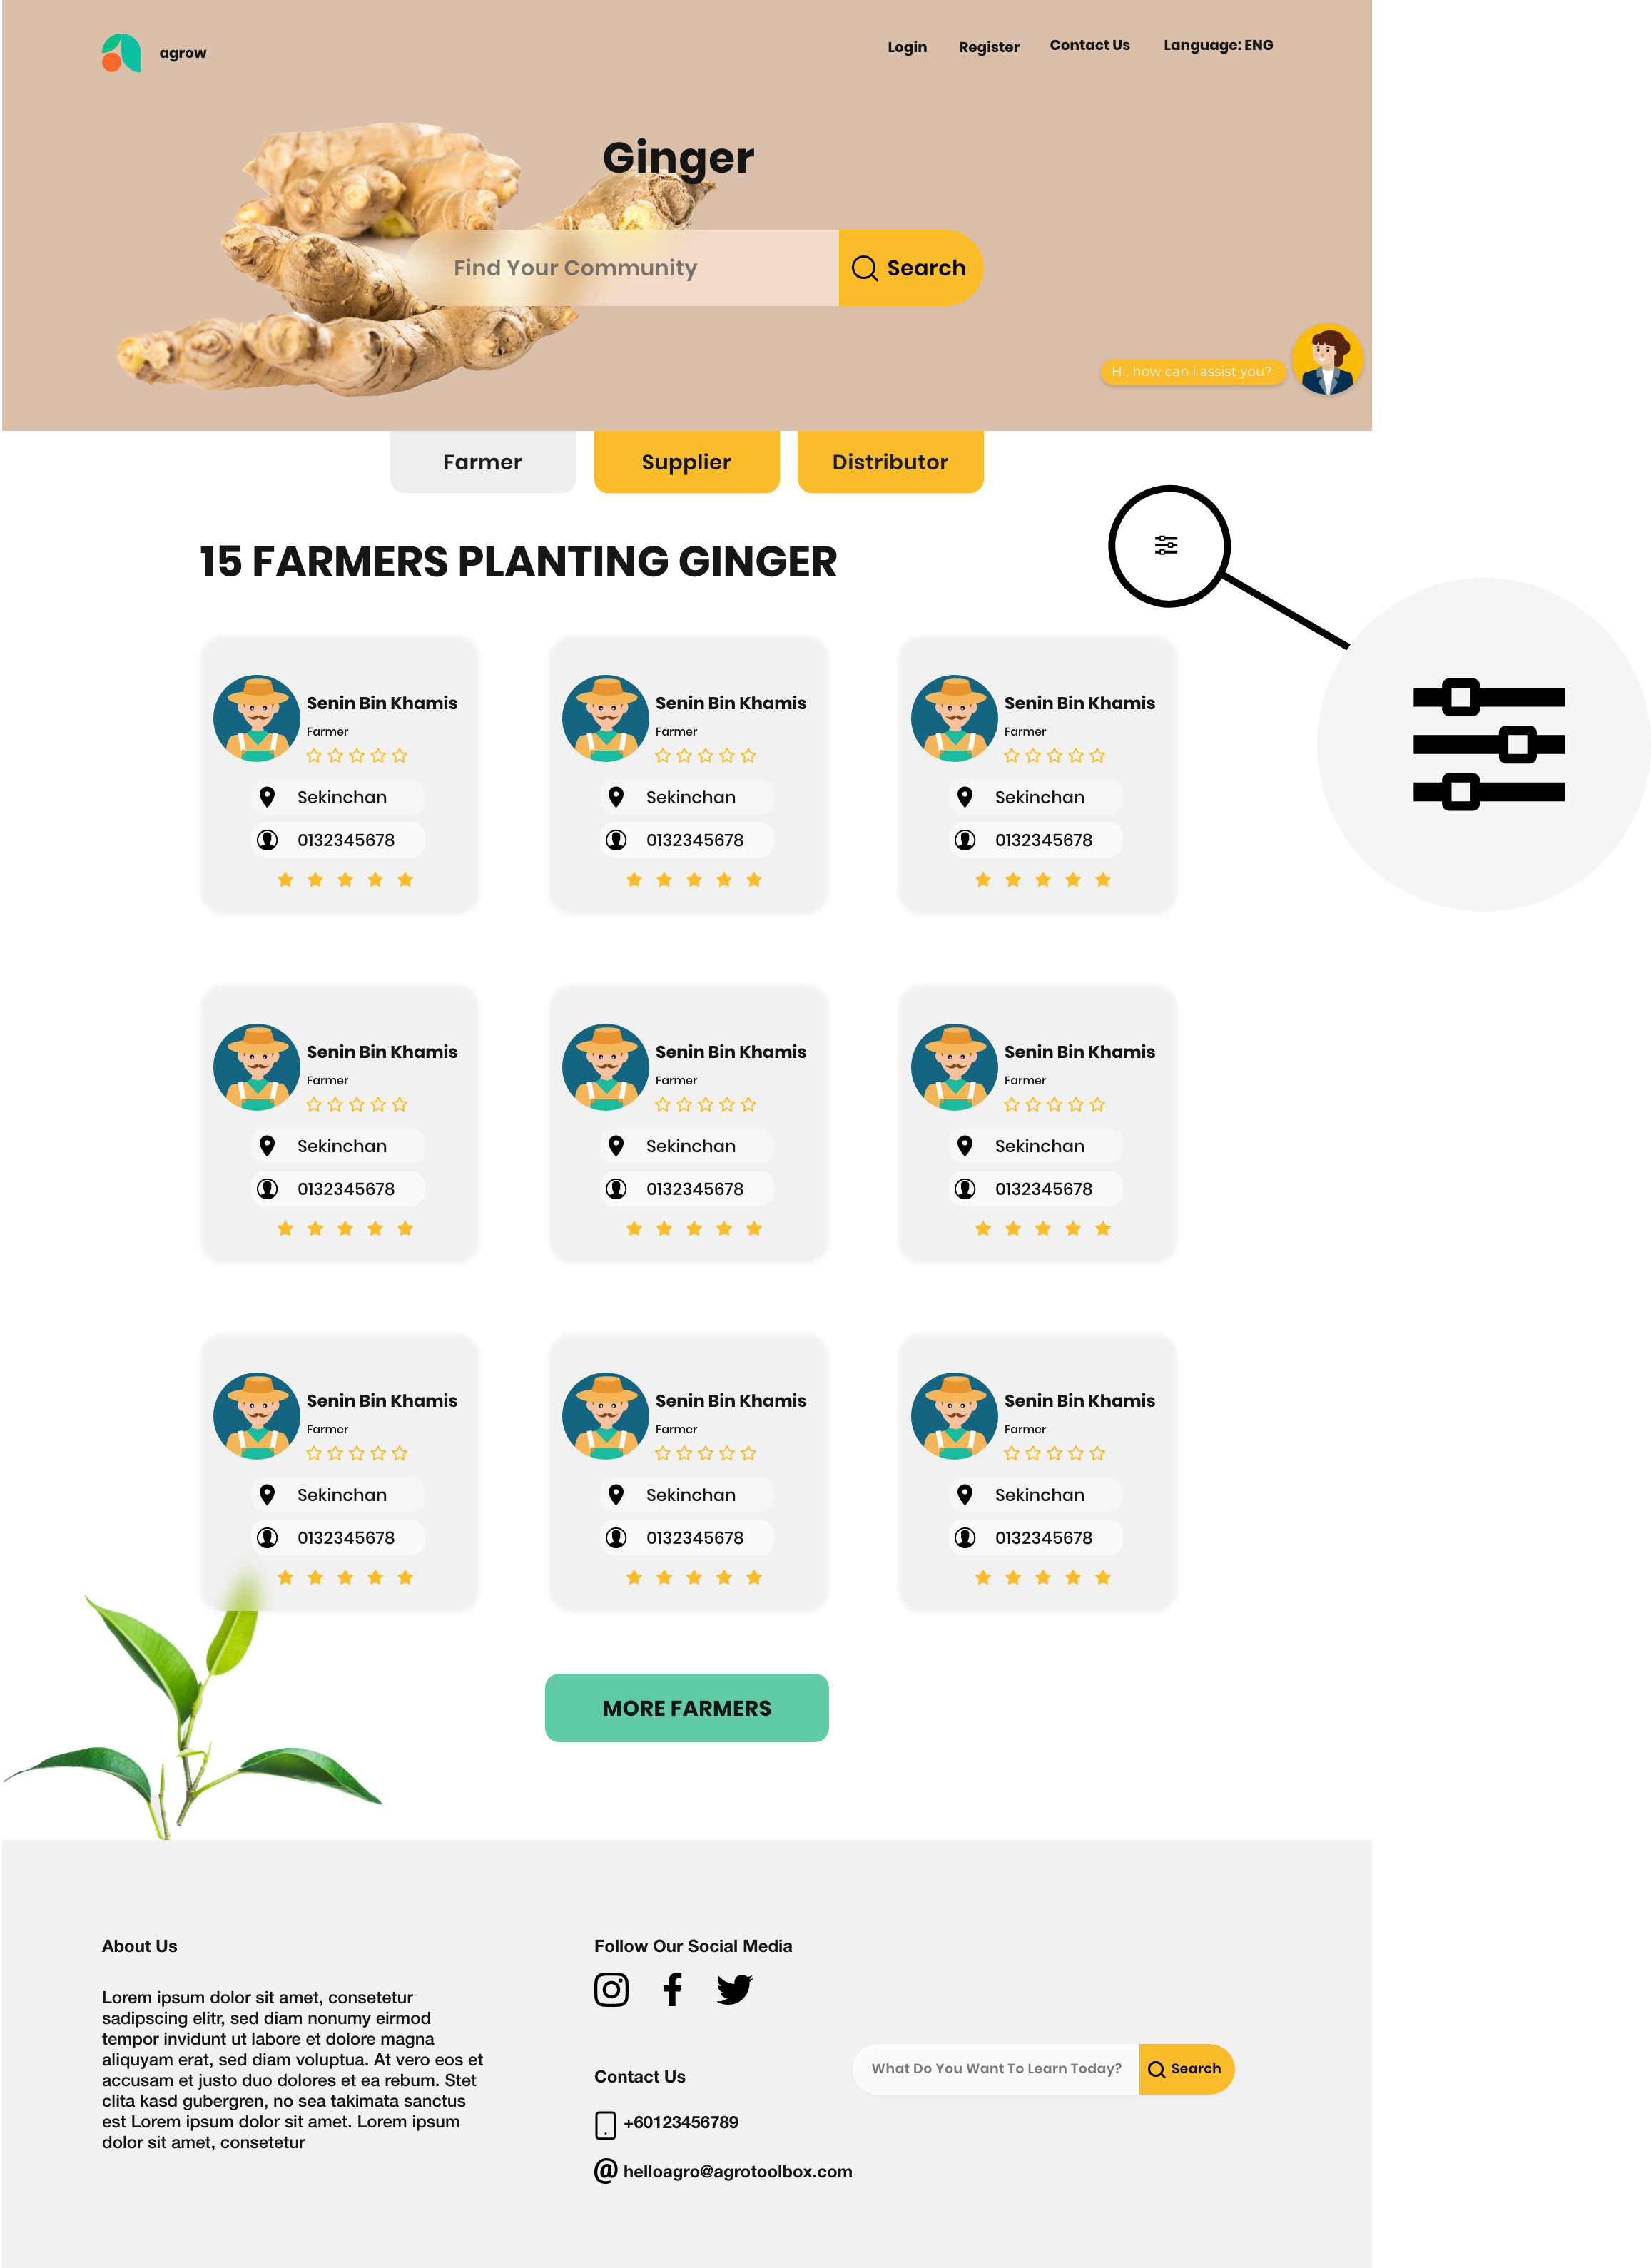 agrow
Login Register Contact Us Language: ENG
Ginger
Find Your Community
Search
Hi, how can i assist you?
Farmer Supplier Distributor
15 FARMERS PLANTING GINGER
Senin Bin Khamis
Farmer
Sekinchan
0132345678
Senin Bin Khamis
Farmer
Sekinchan
0132345678
Senin Bin Khamis
Farmer
Sekinchan
0132345678
Senin Bin Khamis
Farmer
Sekinchan
0132345678
Senin Bin Khamis
Farmer
Sekinchan
0132345678
Senin Bin Khamis
Farmer
Sekinchan
0132345678
Senin Bin Khamis
Farmer
Sekinchan
0132345678
Senin Bin Khamis
Farmer
Sekinchan
0132345678
Senin Bin Khamis
Farmer
Sekinchan
0132345678
MORE FARMERS
About Us
Lorem ipsum dolor sit amet, consetetur
sadipscing elitr, sed diam nonumy eirmod
tempor invidunt ut labore et dolore magna
aliquyam erat, sed diam voluptua. At vero eos et
accusam et justo duo dolores et ea rebum. Stet
clita kasd gubergren, no sea takimata sanctus
est Lorem ipsum dolor sit amet. Lorem ipsum
dolor sit amet, consetetur
Follow Our Social Media
Contact Us
+60123456789
@ helloagro@agrotoolbox.com
What Do You Want To Learn Today?
Search